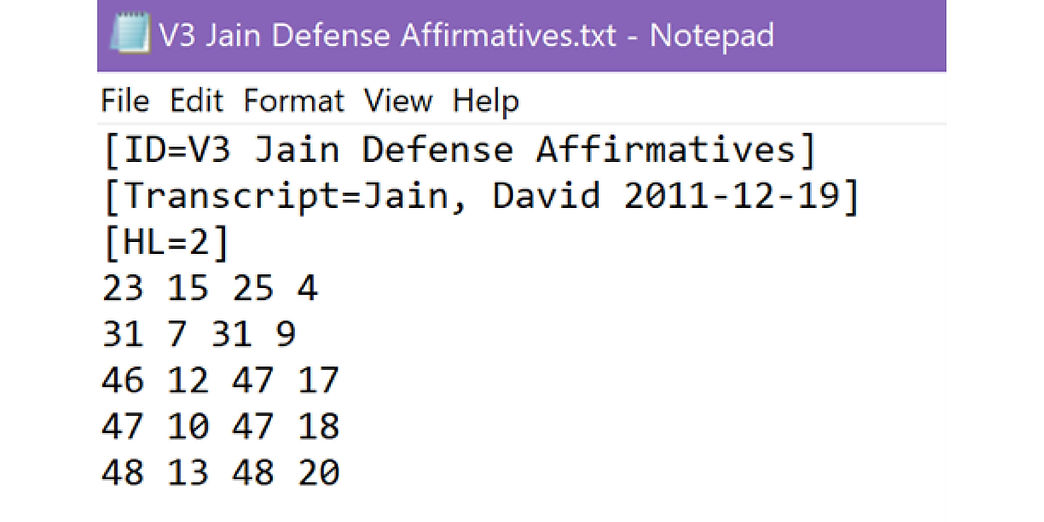 V3 Jain Defense Affirmatives.txt - Notepad
File Edit Format View Help
[ID=V3 Jain Defense Affirmatives]
[Transcript=Jain, David 2011-12-19]
[HL=2]
23 15 25 4
31 7 31 9
46 12 47 17
47 10 47 18
48 13 48 20